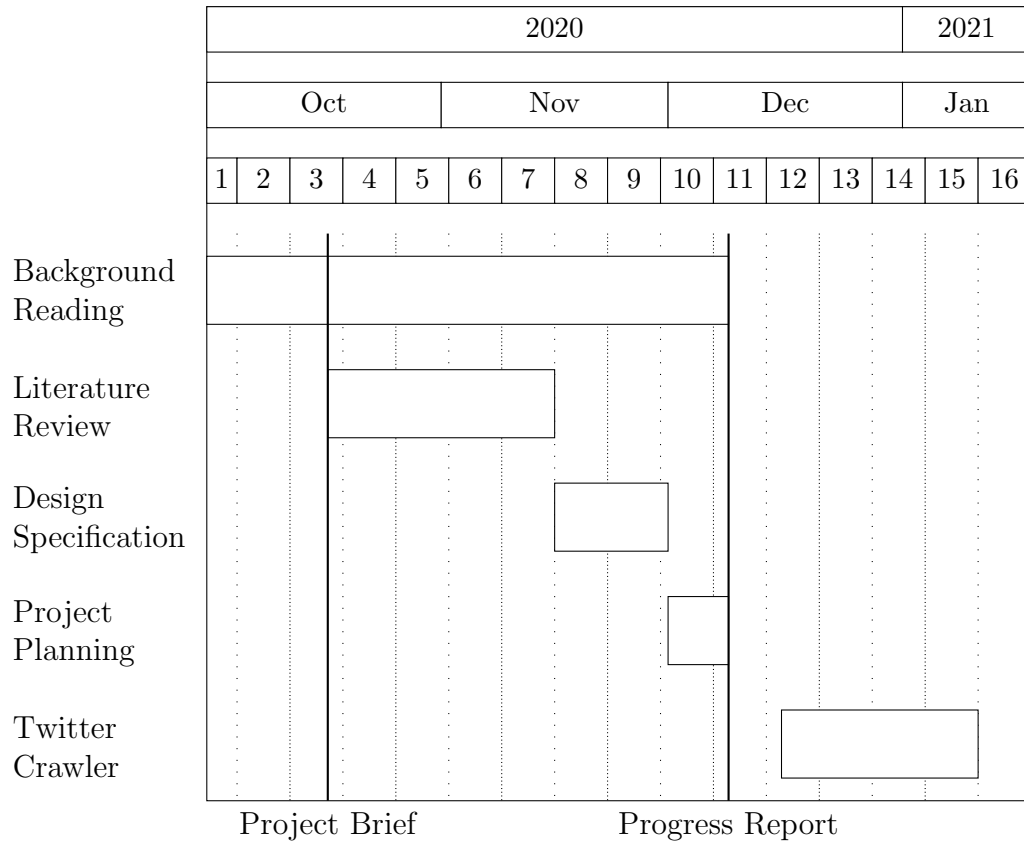 2020 2021
Oct Nov Dec Jan
1 2 3 4 5 6 7 8 9 10 11 12 13 14 15 16
Background
Reading
Literature
Review
Design
Specification
Project
Planning
Twitter
Crawler
Project Brief Progress Report